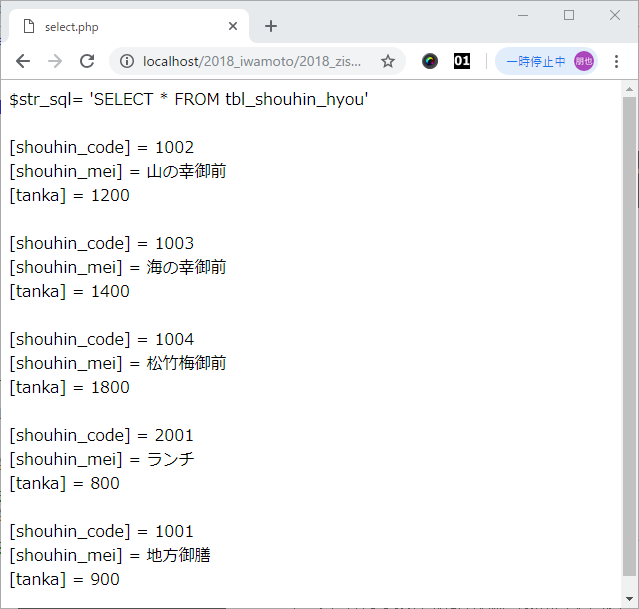 select.php
localhost/2018_iwamoto/2018_zis...
01
一時停止中
朋也
$str_sql= 'SELECT * FROM tbl_shouhin_hyou'
[shouhin_code] = 1002
[shouhin_mei] = 山の幸御前
[tanka] = 1200
[shouhin_code] = 1003
[shouhin_mei] = 海の幸御前
[tanka] = 1400
[shouhin_code] = 1004
[shouhin_mei] = 松竹梅御前
[tanka] = 1800
[shouhin_code] = 2001
[shouhin_mei] = ランチ
[tanka] = 800
[shouhin_code] = 1001
[shouhin_mei] = 地方御膳
[tanka] = 900